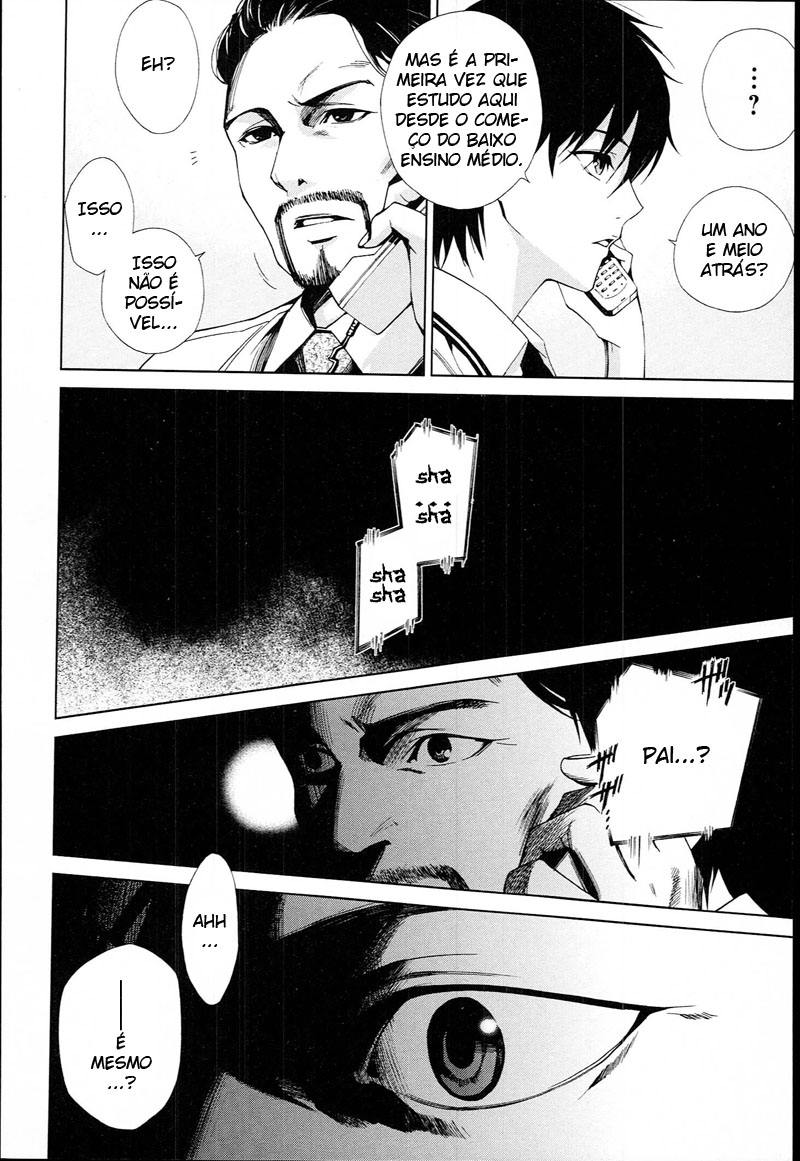 ...?
UM ANO
E MEIO
ATRÁS?
MAS É A PRI-
MEIRA VEZ QUE
ESTUDO AQUI
DESDE O COME-
ÇO DO BAIXO
ENSINO MÉDIO.
EH?
ISSO
...
ISSO
NÃO É
POSSÍ-
VEL...
sha
sha
sha
sha
PAI...?
AHH
...
—
É
MESMO
...?